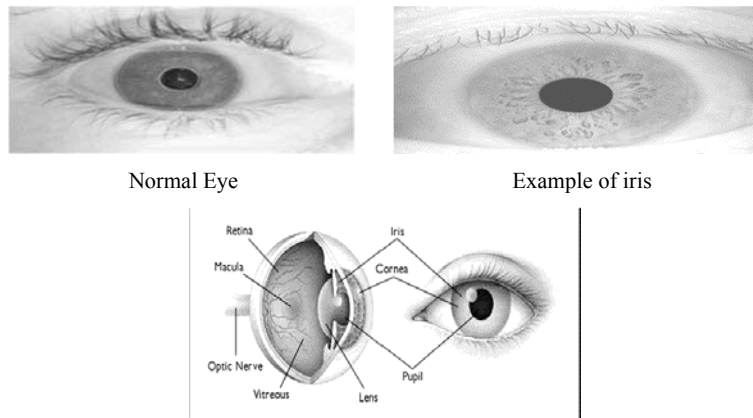 Normal Eye
Example of iris
Retina
Iris
Macula
Cornea
Optic Nerve
Vitreous
Lens
Pupil